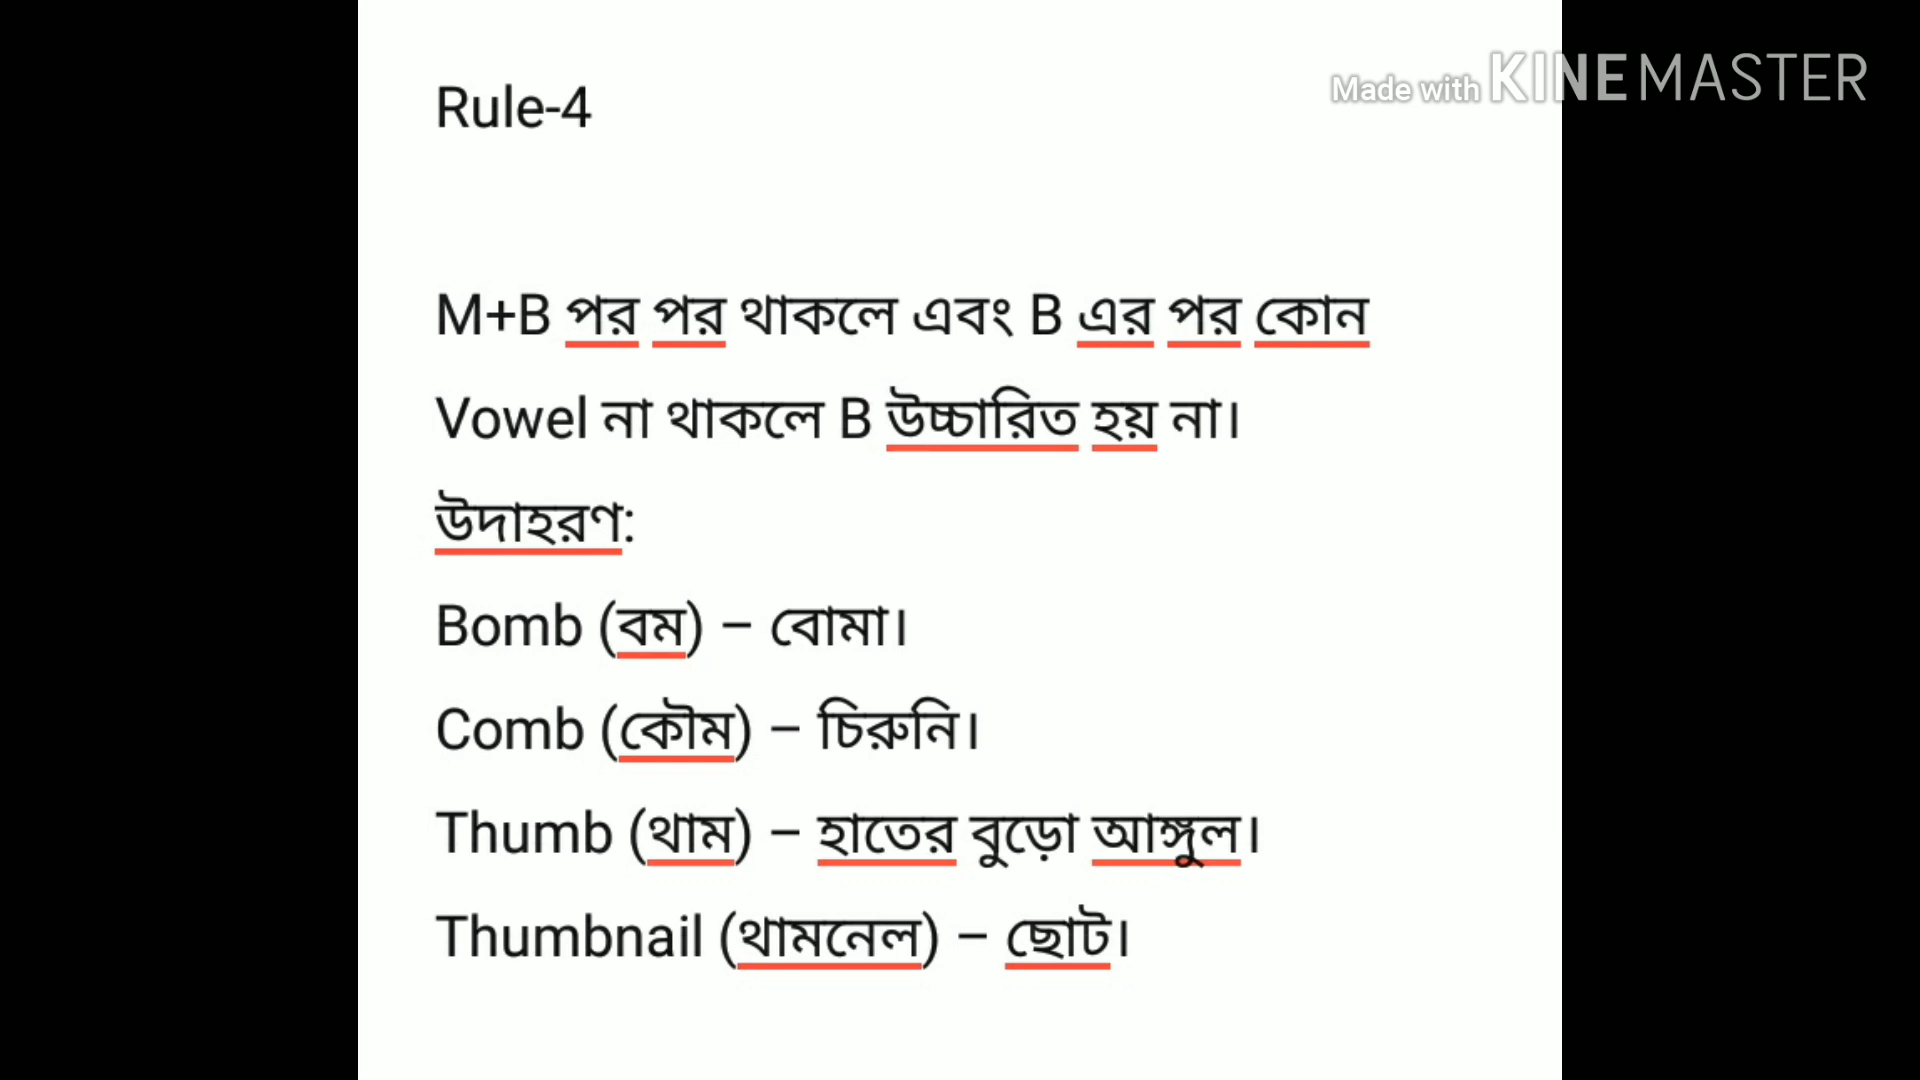 Made with KINEMASTER
Rule-4
M+B পর পর থাকলে এবং B এর পর কোন
Vowel না থাকলে B উচ্চারিত হয় না।
উদাহরণ:
Bomb (বম) – বোমা।
Comb (কৌম) – চিরুনি।
Thumb (থাম) – হাতের বুড়ো আঙ্গুল।
Thumbnail (থামনেল) – ছোট।